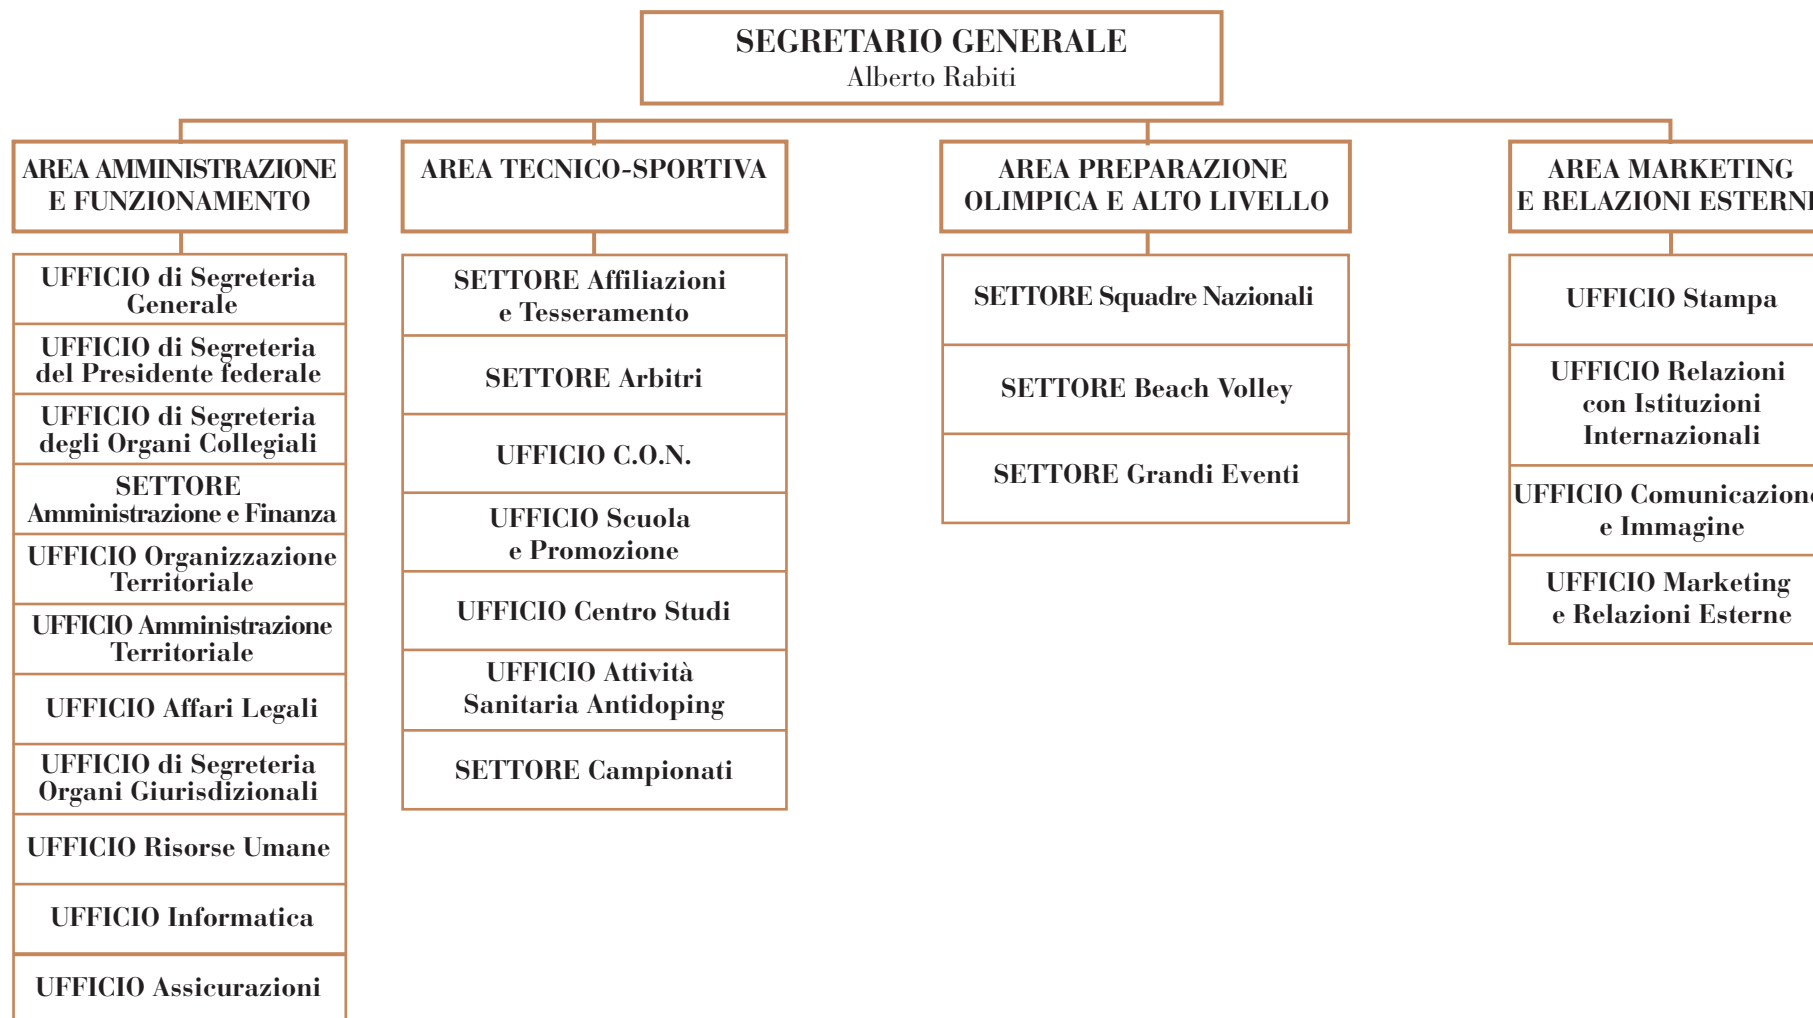 SEGRETARIO GENERALE
Alberto Rabiti
AREA AMMINISTRAZIONE
E FUNZIONAMENTO
UFFICIO di Segreteria
Generale
UFFICIO di Segreteria
del Presidente federale
UFFICIO di Segreteria
degli Organi Collegiali
SETTORE
Amministrazione e Finanza
UFFICIO Organizzazione
Territoriale
UFFICIO Amministrazione
Territoriale
UFFICIO Affari Legali
UFFICIO di Segreteria
Organi Giurisdizionali
UFFICIO Risorse Umane
UFFICIO Informatica
UFFICIO Assicurazioni
AREA TECNICO-SPORTIVA
SETTORE Affiliazioni
e Tesseramento
SETTORE Arbitri
UFFICIO C.O.N.
UFFICIO Scuola
e Promozione
UFFICIO Centro Studi
UFFICIO Attività
Sanitaria Antidoping
SETTORE Campionati
AREA PREPARAZIONE
OLIMPICA E ALTO LIVELLO
SETTORE Squadre Nazionali
SETTORE Beach Volley
SETTORE Grandi Eventi
AREA MARKETING
E RELAZIONI ESTERNE
UFFICIO Stampa
UFFICIO Relazioni
con Istituzioni
Internazionali
UFFICIO Comunicazione
e Immagine
UFFICIO Marketing
e Relazioni Esterne